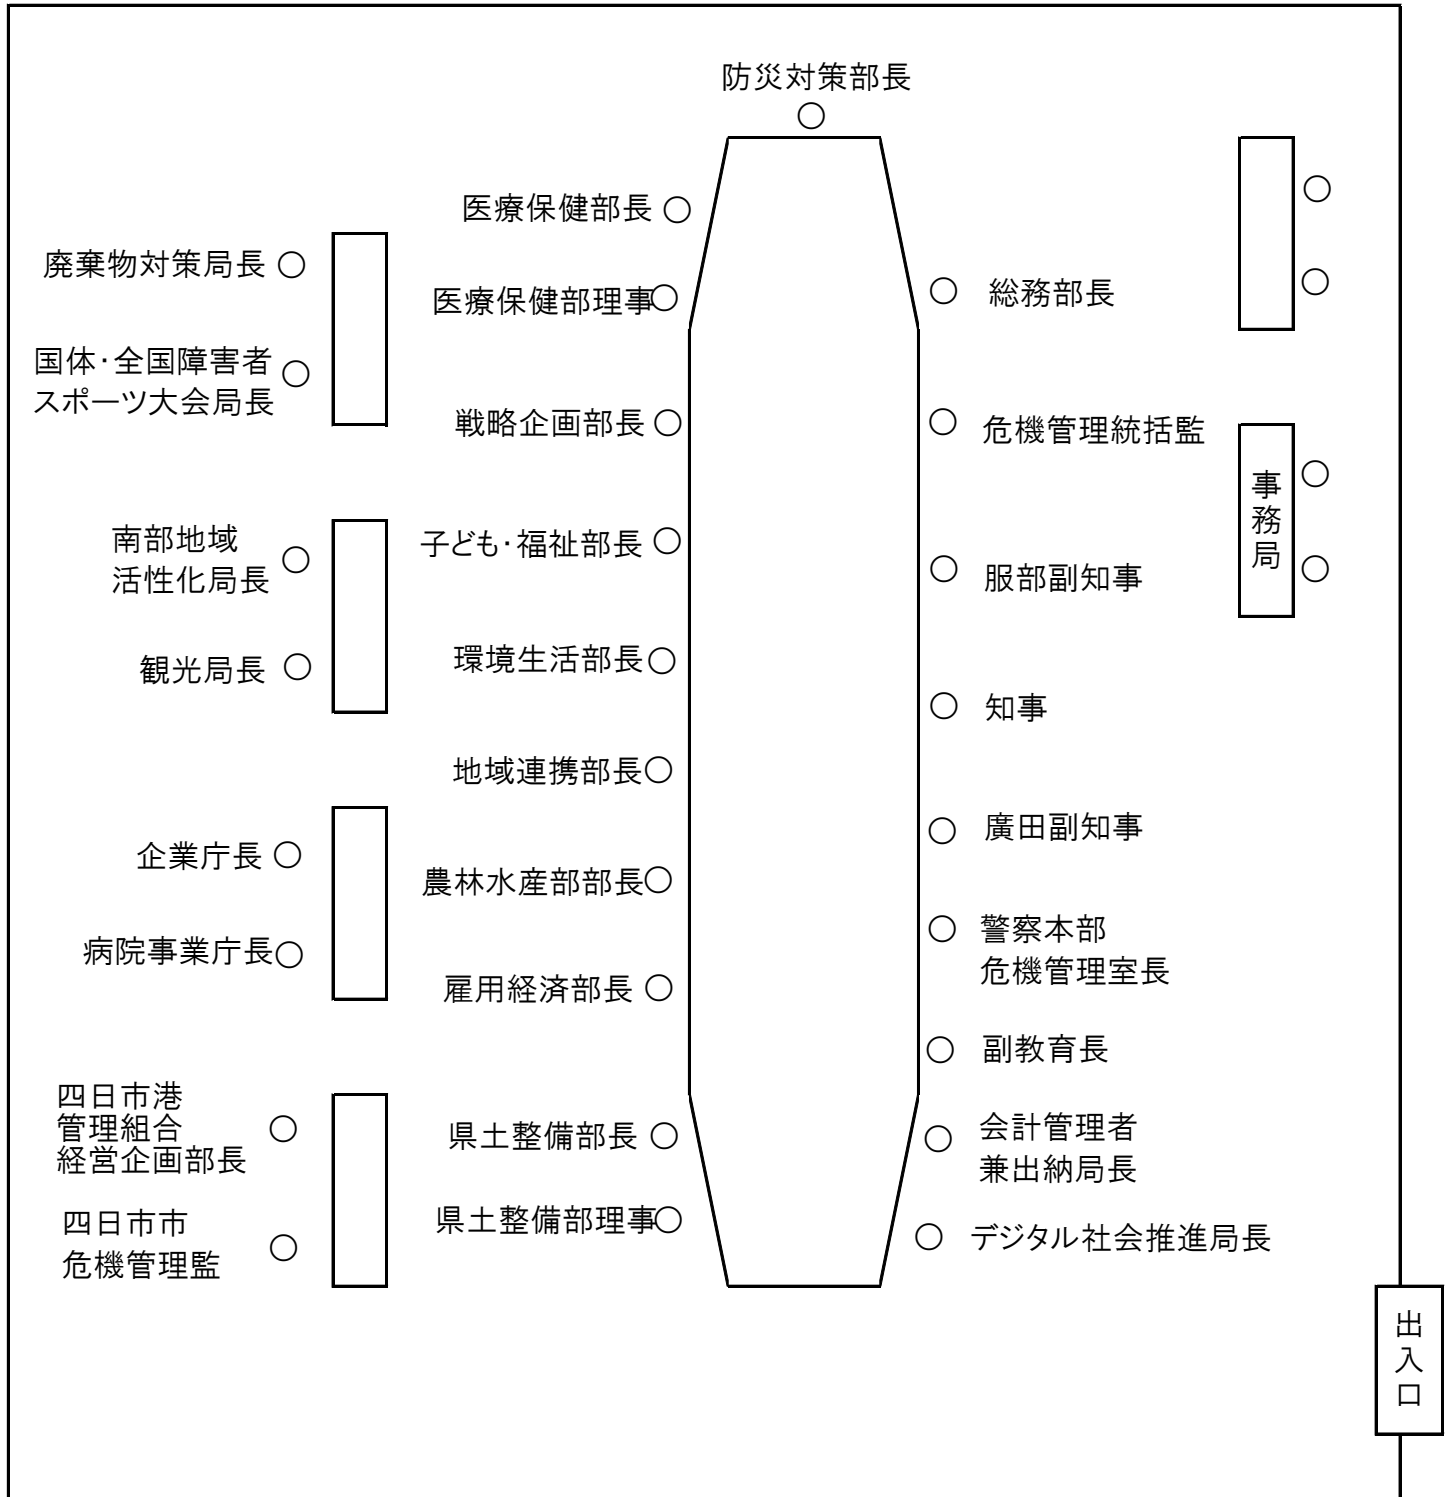 防災対策部長
医療保健部長
医療保健部理事
戦略企画部長
子ども・福祉部長
環境生活部長
地域連携部長
農林水産部部長
雇用経済部長
県土整備部長
県土整備部理事
廃棄物対策局長
国体・全国障害者
スポーツ大会局長
南部地域
活性化局長
観光局長
企業庁長
病院事業庁長
四日市港
管理組合
経営企画部長
四日市市
危機管理監
総務部長
危機管理統括監
服部副知事
知事
廣田副知事
警察本部
危機管理室長
副教育長
会計管理者
兼出納局長
デジタル社会推進局長
事務局
出入口